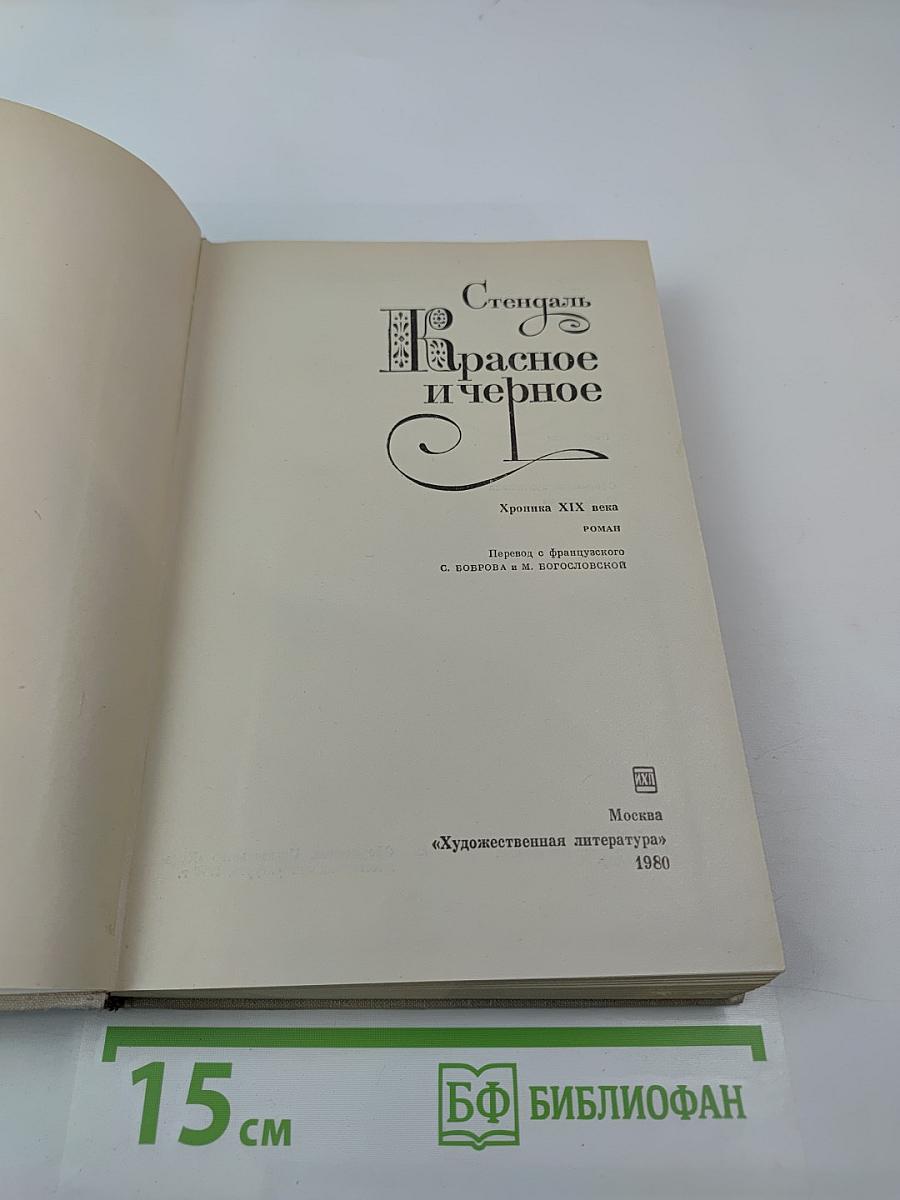 Стендаль
Красное
и черное
Хроника XIX века
РОМАН
Перевод с французского
С. БОБРОВА и М. БОГОСЛОВСКОЙ
ИХЛ
Москва
«Художественная литература»
1980
15 см
БФ БИБЛИОФАН